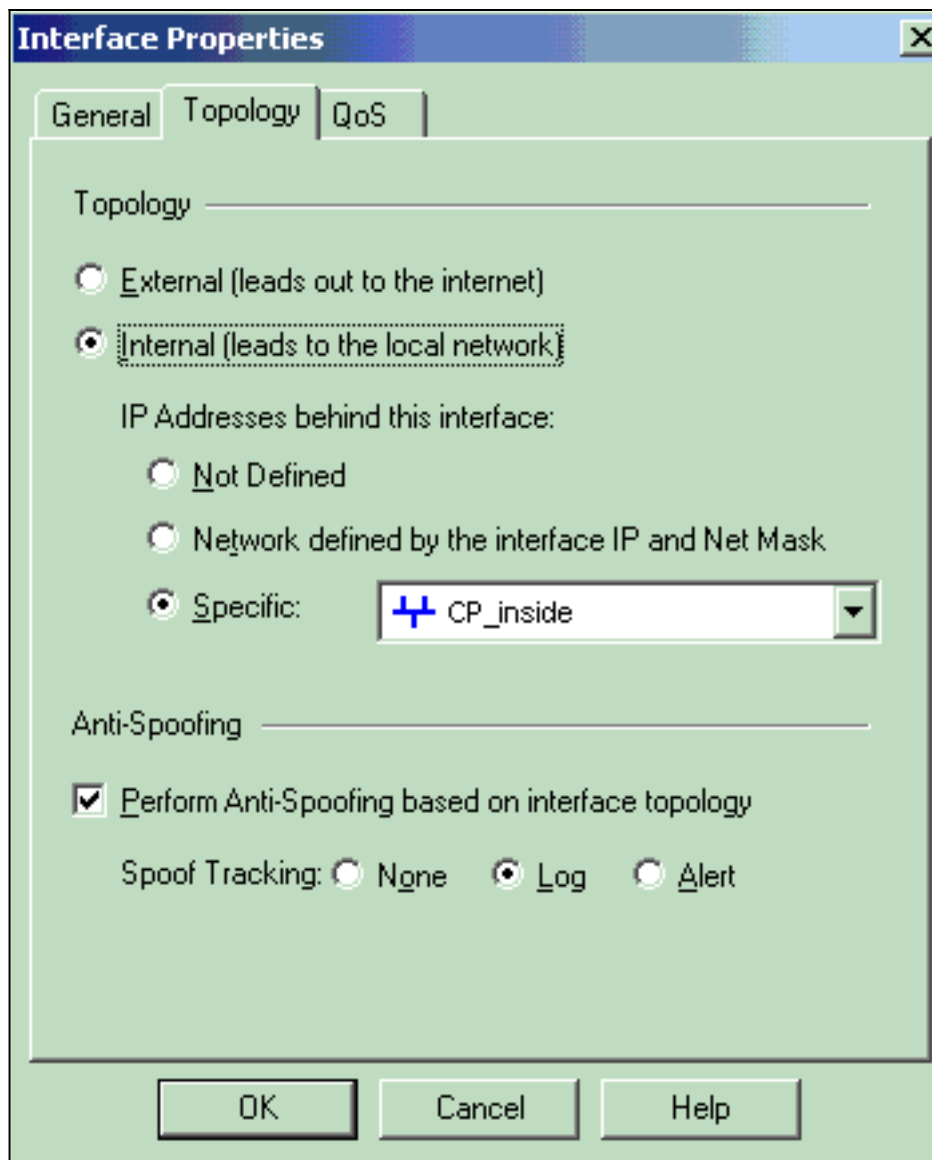 Interface Properties
General Topology QoS
Topology
External (leads out to the internet)
Internal (leads to the local network)
IP Addresses behind this interface:
Not Defined
Network defined by the interface IP and Net Mask
Specific: CP_inside
Anti-Spoofing
Perform Anti-Spoofing based on interface topology
Spoof Tracking: None Log Alert
OK Cancel Help